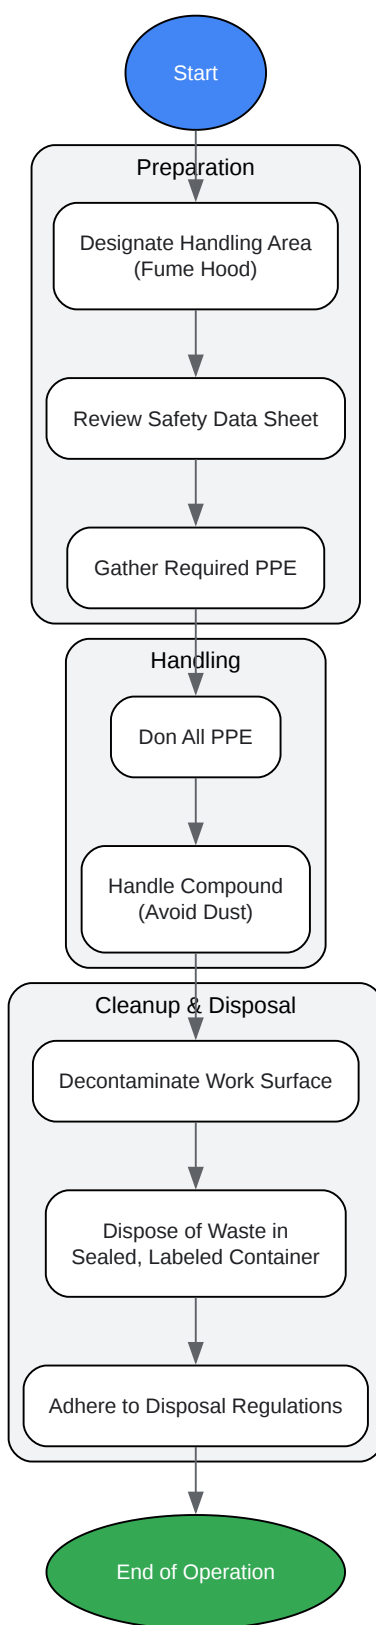 Start
Preparation
Designate Handling Area
(Fume Hood)
Review Safety Data Sheet
Gather Required PPE
Handling
Don All PPE
Handle Compound
(Avoid Dust)
Cleanup & Disposal
Decontaminate Work Surface
Dispose of Waste in
Sealed, Labeled Container
Adhere to Disposal Regulations
End of Operation